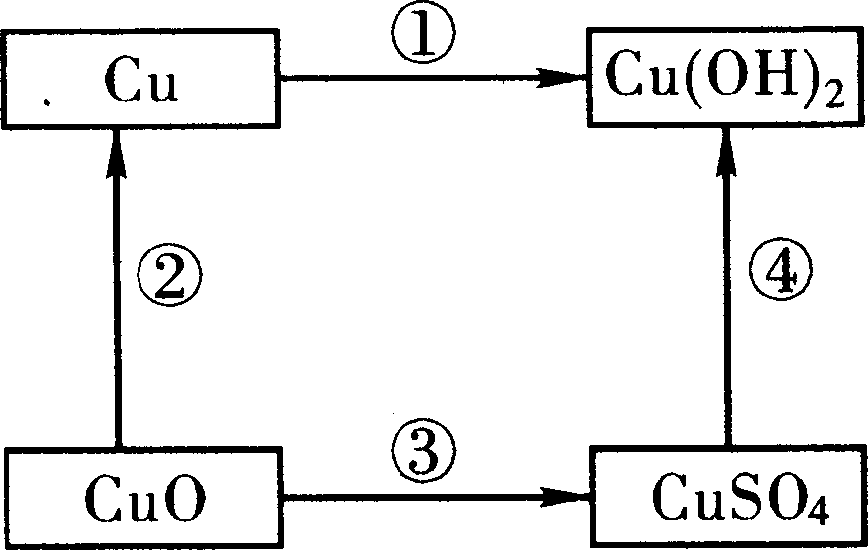 ①
Cu
Cu(OH)₂
②
④
③
CuO
CuSO₄